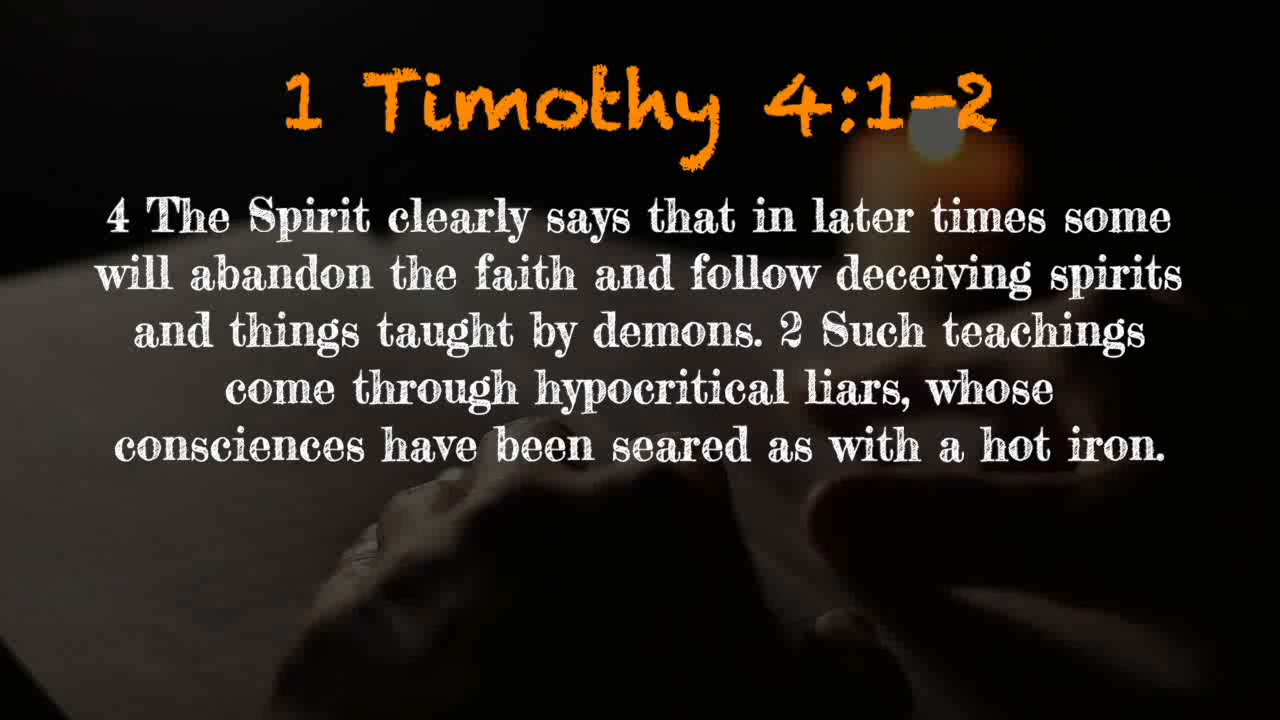 1 Timothy 4:1-2
4 The Spirit clearly says that in later times some
will abandon the faith and follow deceiving spirits
and things taught by demons. 2 Such teachings
come through hypocritical liars, whose
consciences have been seared as with a hot iron.